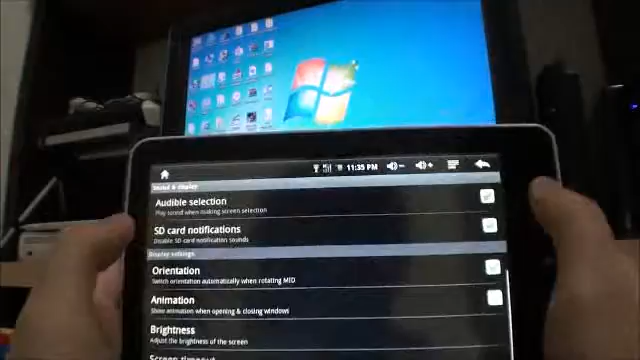 11:35 PM
Sound & display
Audible selection
Play sound when making screen selection
SD card notifications
Disable SD card notification sounds
Display settings
Orientation
Switch orientation automatically when rotating MID
Animation
Show animation when opening & closing windows
Brightness
Adjust the brightness of the screen
Screen timeout